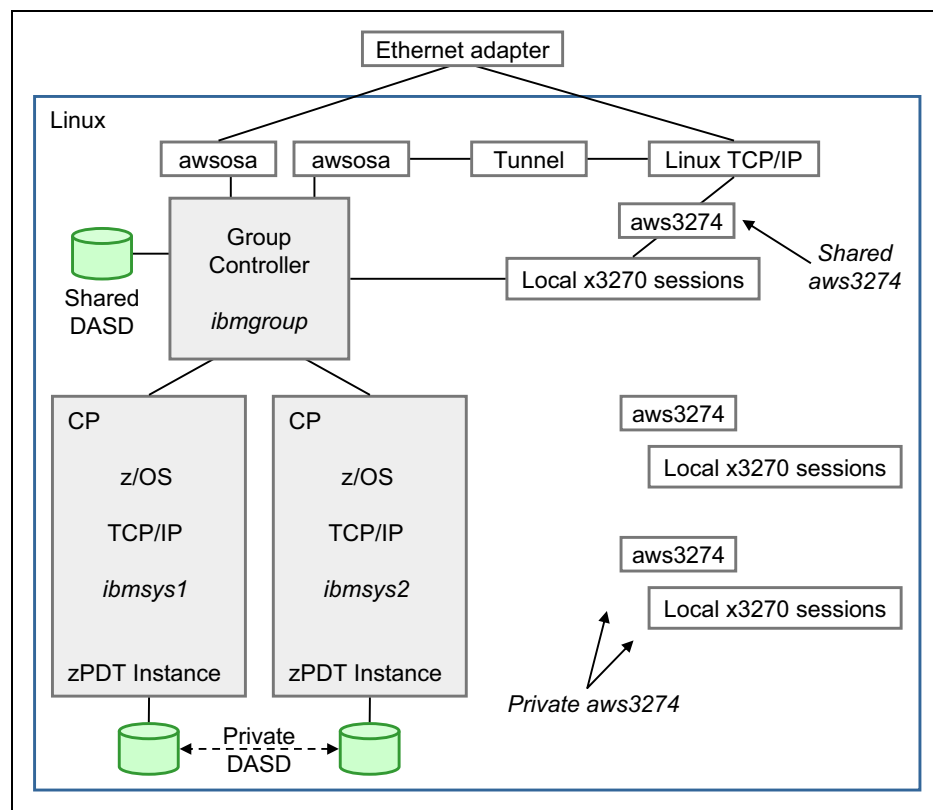 Ethernet adapter
Linux
awsosa
awsosa
Tunnel
Linux TCP/IP
aws3274
Group
Controller
ibmgroup
Shared
DASD
Local x3270 sessions
Shared
aws3274
CP
z/OS
TCP/IP
ibmsys1
zPDT Instance
CP
z/OS
TCP/IP
ibmsys2
zPDT Instance
aws3274
Local x3270 sessions
aws3274
Local x3270 sessions
Private aws3274
Private
DASD